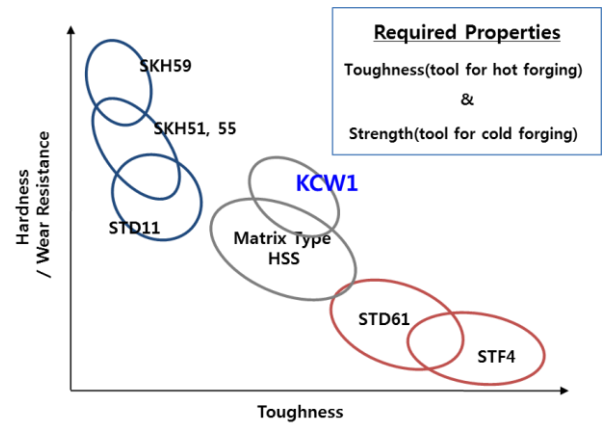 Required Properties
Toughness(tool for hot forging)
&
Strength(tool for cold forging)
SKH59
SKH51, 55
STD11
KCW1
Matrix Type
HSS
STD61
STF4
Hardness
/ Wear Resistance
Toughness